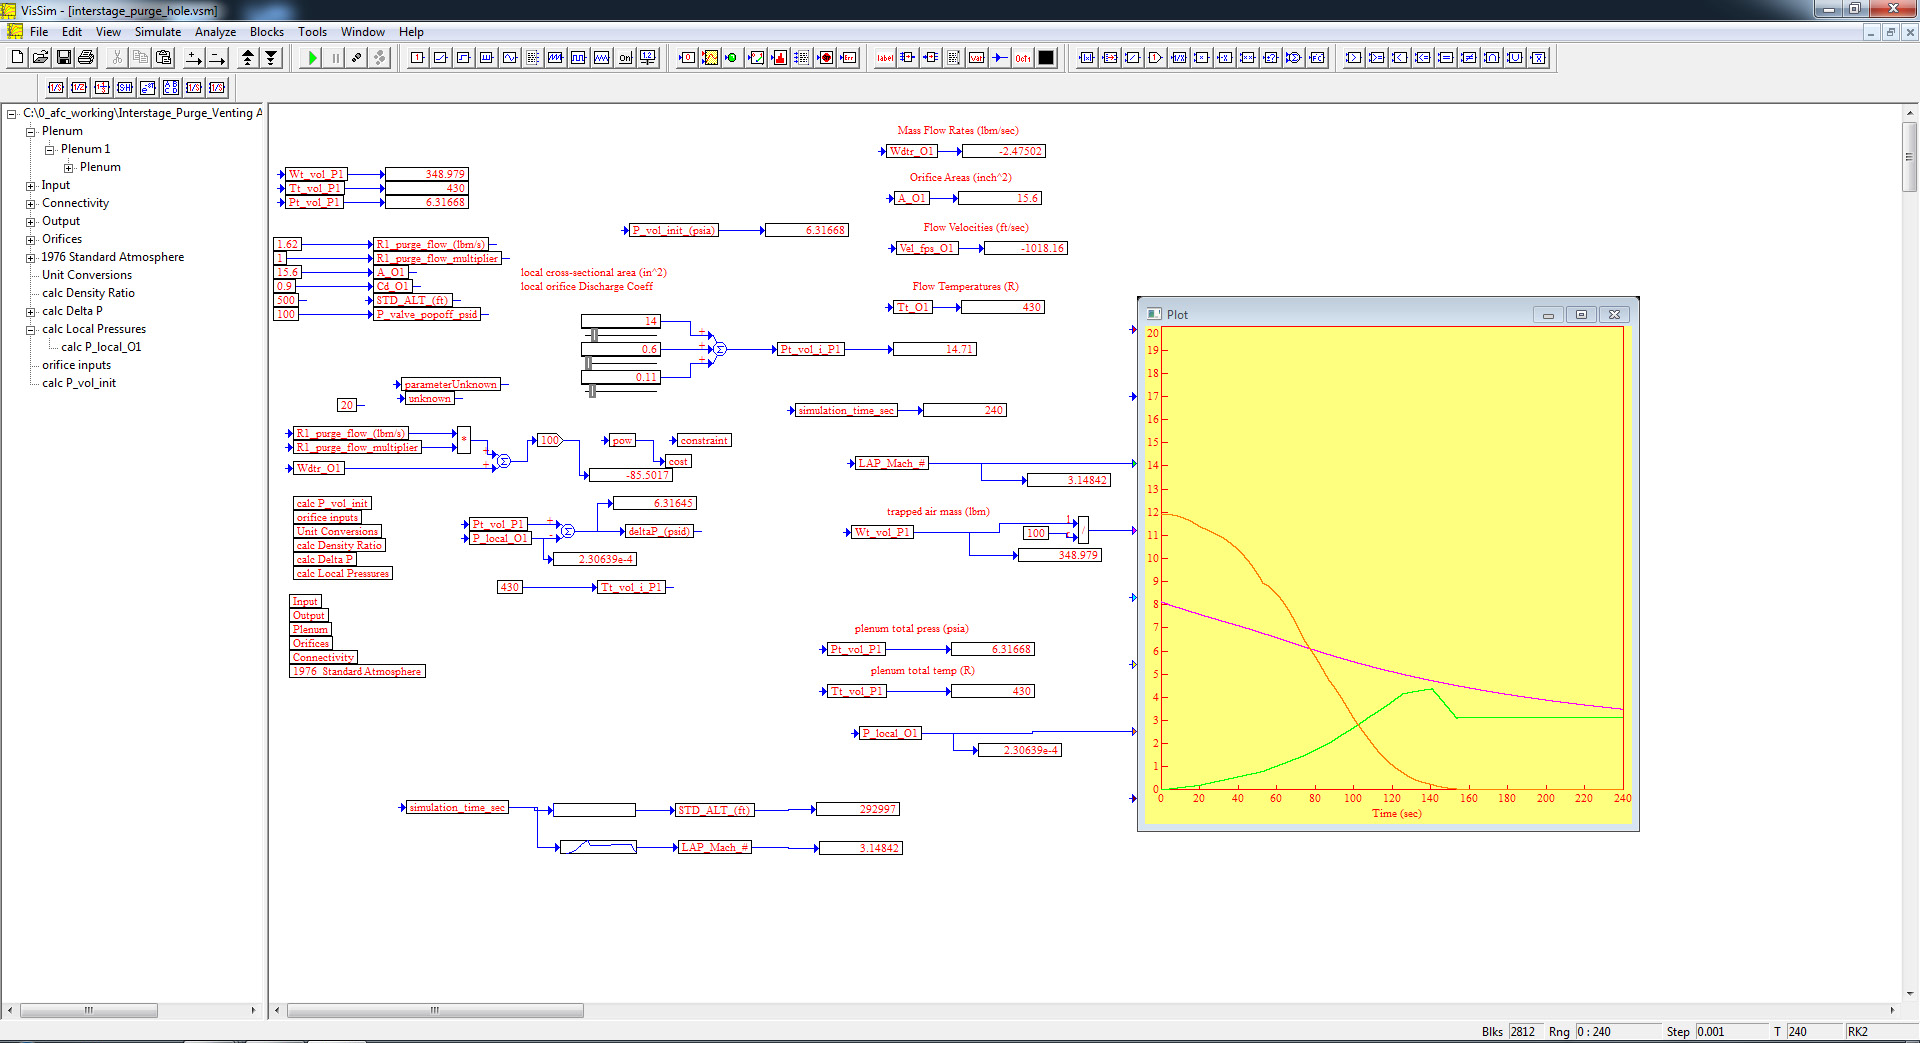 VisSim - [interstage_purge_hole.vsm]
File Edit View Simulate Analyze Blocks Tools Window Help
C:\0_afc_working\Interstage_Purge_Venting A
Plenum
Plenum 1
Plenum
Input
Connectivity
Output
Orifices
1976 Standard Atmosphere
Unit Conversions
calc Density Ratio
calc Delta P
calc Local Pressures
calc P_local_O1
orifice inputs
calc P_vol_init
Wt_vol_P1 348.979
Tt_vol_P1 430
Pt_vol_P1 6.31668
1.62 R1_purge_flow_(lbm/s)
1 R1_purge_flow_multiplier
15.6 A_O1 local cross-sectional area (in^2)
0.9 Cd_O1 local orifice Discharge Coeff
500 STD_ALT_(ft)
100 P_valve_popoff_psid
P_vol_init_(psia) 6.31668
14
0.6
0.11
+
+
+
Σ
Pt_vol_i_P1 14.71
parameterUnknown
unknown
20
R1_purge_flow_(lbm/s)
R1_purge_flow_multiplier
*
Wdtr_O1
+
+
Σ
100
-85.5017
pow
constraint
cost
calc P_vol_init
orifice inputs
Unit Conversions
calc Density Ratio
calc Delta P
calc Local Pressures
Pt_vol_P1
P_local_O1
+
-
Σ
6.31645
deltaP_(psid)
2.30639e-4
430 Tt_vol_i_P1
Input
Output
Plenum
Orifices
Connectivity
1976 Standard Atmosphere
simulation_time_sec
STD_ALT_(ft) 292997
LAP_Mach_# 3.14842
Mass Flow Rates (lbm/sec)
Wdtr_O1 -2.47502
Orifice Areas (inch^2)
A_O1 15.6
Flow Velocities (ft/sec)
Vel_fps_O1 -1018.16
Flow Temperatures (R)
Tt_O1 430
simulation_time_sec 240
LAP_Mach_#
3.14842
trapped air mass (lbm)
Wt_vol_P1
100
/
348.979
plenum total press (psia)
Pt_vol_P1 6.31668
plenum total temp (R)
Tt_vol_P1 430
P_local_O1
2.30639e-4
Plot
20
19
18
17
16
15
14
13
12
11
10
9
8
7
6
5
4
3
2
1
0
0 20 40 60 80 100 120 140 160 180 200 220 240
Time (sec)
Blks 2812 Rng 0 : 240 Step 0.001 T 240 RK2